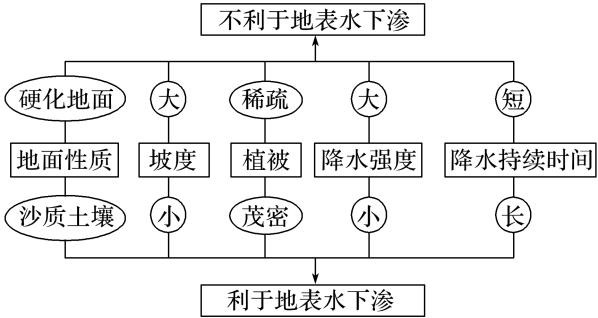 不利于地表水下渗
硬化地面 大 稀疏 大 短
地面性质 坡度 植被 降水强度 降水持续时间
沙质土壤 小 茂密 小 长
利于地表水下渗